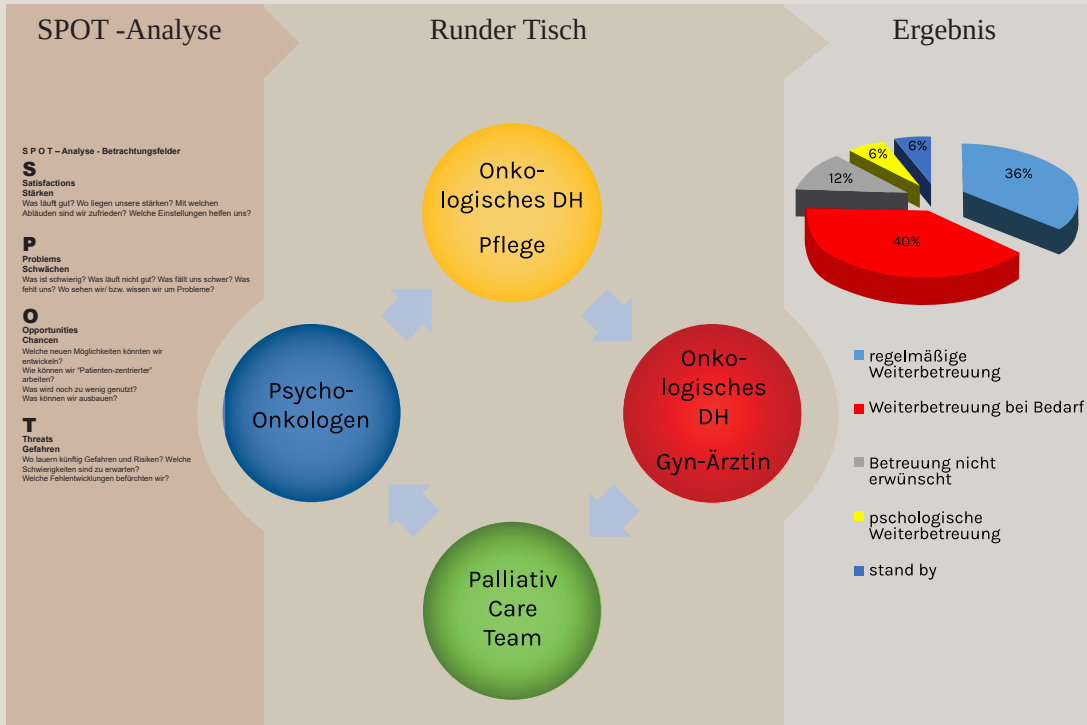 SPOT -Analyse
S P O T – Analyse - Betrachtungsfelder
S
Satisfactions
Stärken
Was läuft gut? Wo liegen unsere stärken? Mit welchen
Abläuden sind wir zufrieden? Welche Einstellungen helfen uns?
P
Problems
Schwächen
Was ist schwierig? Was läuft nicht gut? Was fällt uns schwer? Was
fehlt uns? Wo sehen wir/ bzw. wissen wir um Probleme?
O
Opportunities
Chancen
Welche neuen Möglichkeiten könnten wir
entwickeln?
Wie können wir "Patienten-zentrierter"
arbeiten?
Was wird noch zu wenig genutzt?
Was können wir ausbauen?
T
Threats
Gefahren
Wo lauern künftig Gefahren und Risiken? Welche
Schwierigkeiten sind zu erwarten?
Welche Fehlentwicklungen befürchten wir?
Runder Tisch
Onko-
logisches DH
Pflege
Onko-
logisches
DH
Gyn-Ärztin
Palliativ
Care
Team
Psycho-
Onkologen
Ergebnis
36%
40%
12%
6%
6%
regelmäßige
Weiterbetreuung
Weiterbetreuung bei Bedarf
Betreuung nicht
erwünscht
pschologische
Weiterbetreuung
stand by